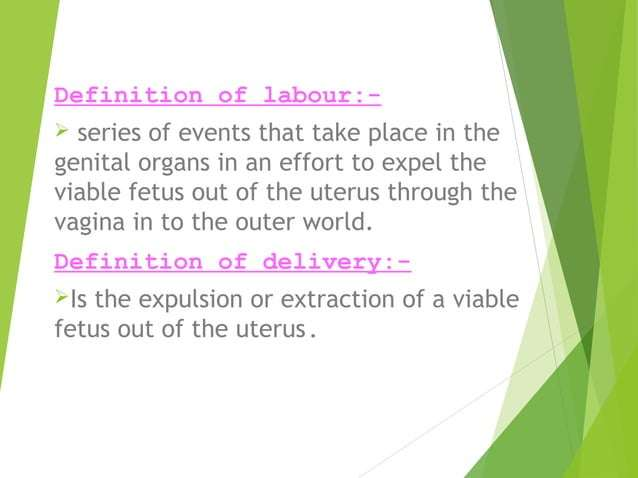 Definition of labour:-
➢ series of events that take place in the
genital organs in an effort to expel the
viable fetus out of the uterus through the
vagina in to the outer world.
Definition of delivery:-
➢Is the expulsion or extraction of a viable
fetus out of the uterus.